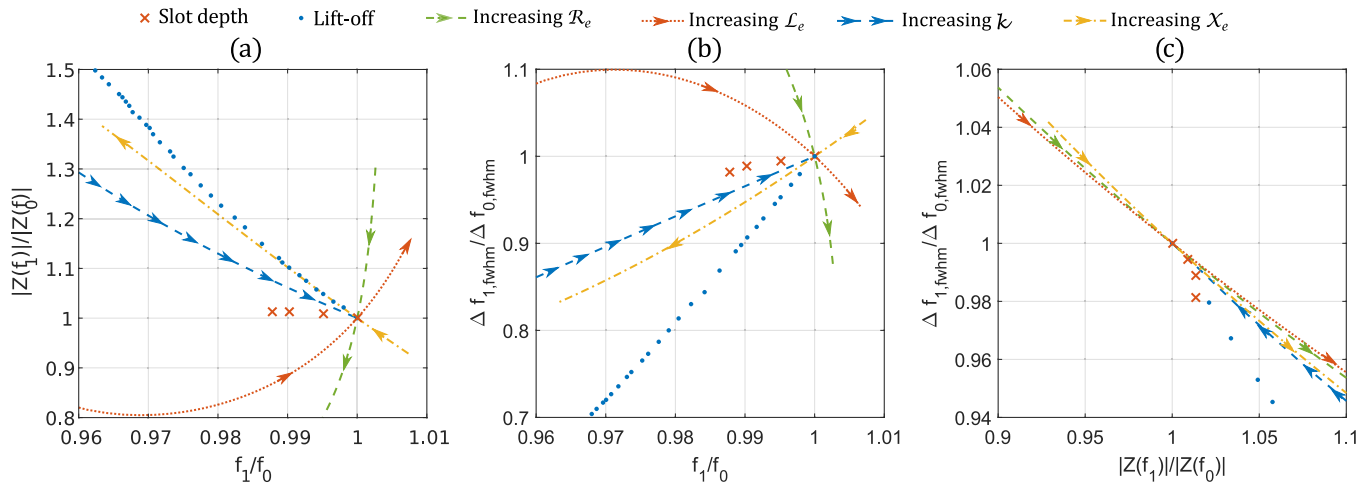 Slot depth Lift-off Increasing ℛe Increasing ℒe Increasing 𝓀 Increasing 𝒳e
(a) (b) (c)
|Z(f1)|/|Z(f0)|
1.5
1.4
1.3
1.2
1.1
1
0.9
0.8
0.96 0.97 0.98 0.99 1 1.01
f1/f0
Δ f1,fwhm/Δ f0,fwhm
1.1
1
0.9
0.8
0.7
0.96 0.97 0.98 0.99 1 1.01
f1/f0
Δ f1,fwhm/Δ f0,fwhm
1.06
1.04
1.02
1
0.98
0.96
0.94
0.9 0.95 1 1.05 1.1
|Z(f1)|/|Z(f0)|